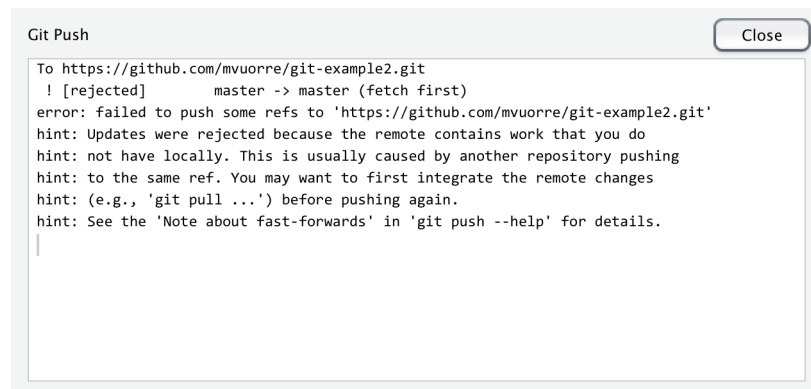 Git Push
Close
To https://github.com/mvuorre/git-example2.git
! [rejected]        master -> master (fetch first)
error: failed to push some refs to 'https://github.com/mvuorre/git-example2.git'
hint: Updates were rejected because the remote contains work that you do
hint: not have locally. This is usually caused by another repository pushing
hint: to the same ref. You may want to first integrate the remote changes
hint: (e.g., 'git pull ...') before pushing again.
hint: See the 'Note about fast-forwards' in 'git push --help' for details.